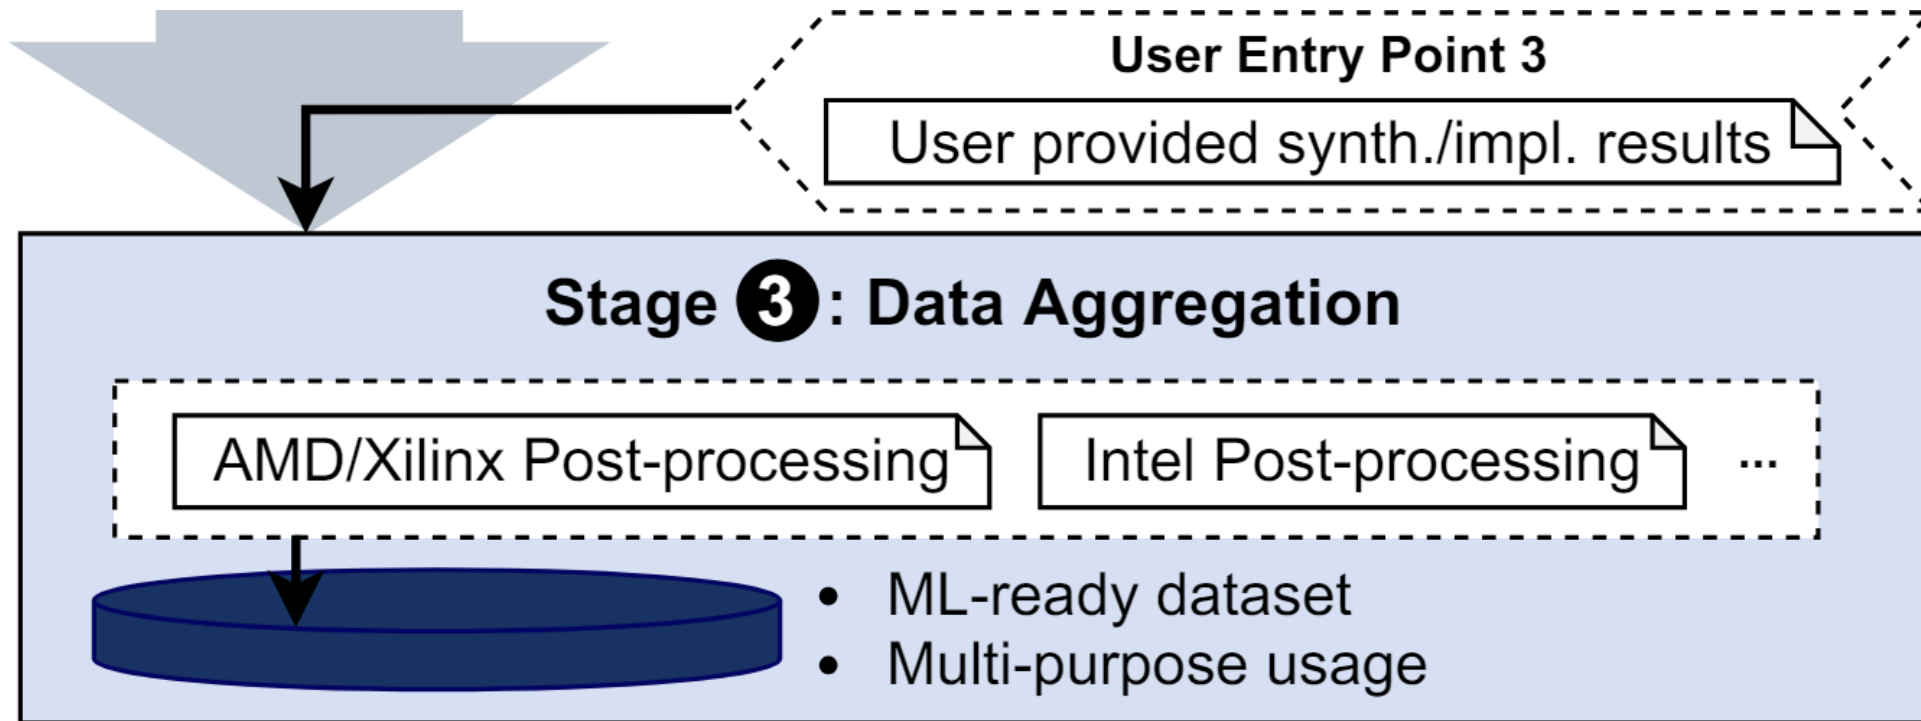 User Entry Point 3
User provided synth./impl. results
Stage 3: Data Aggregation
AMD/Xilinx Post-processing
Intel Post-processing
...
• ML-ready dataset
• Multi-purpose usage